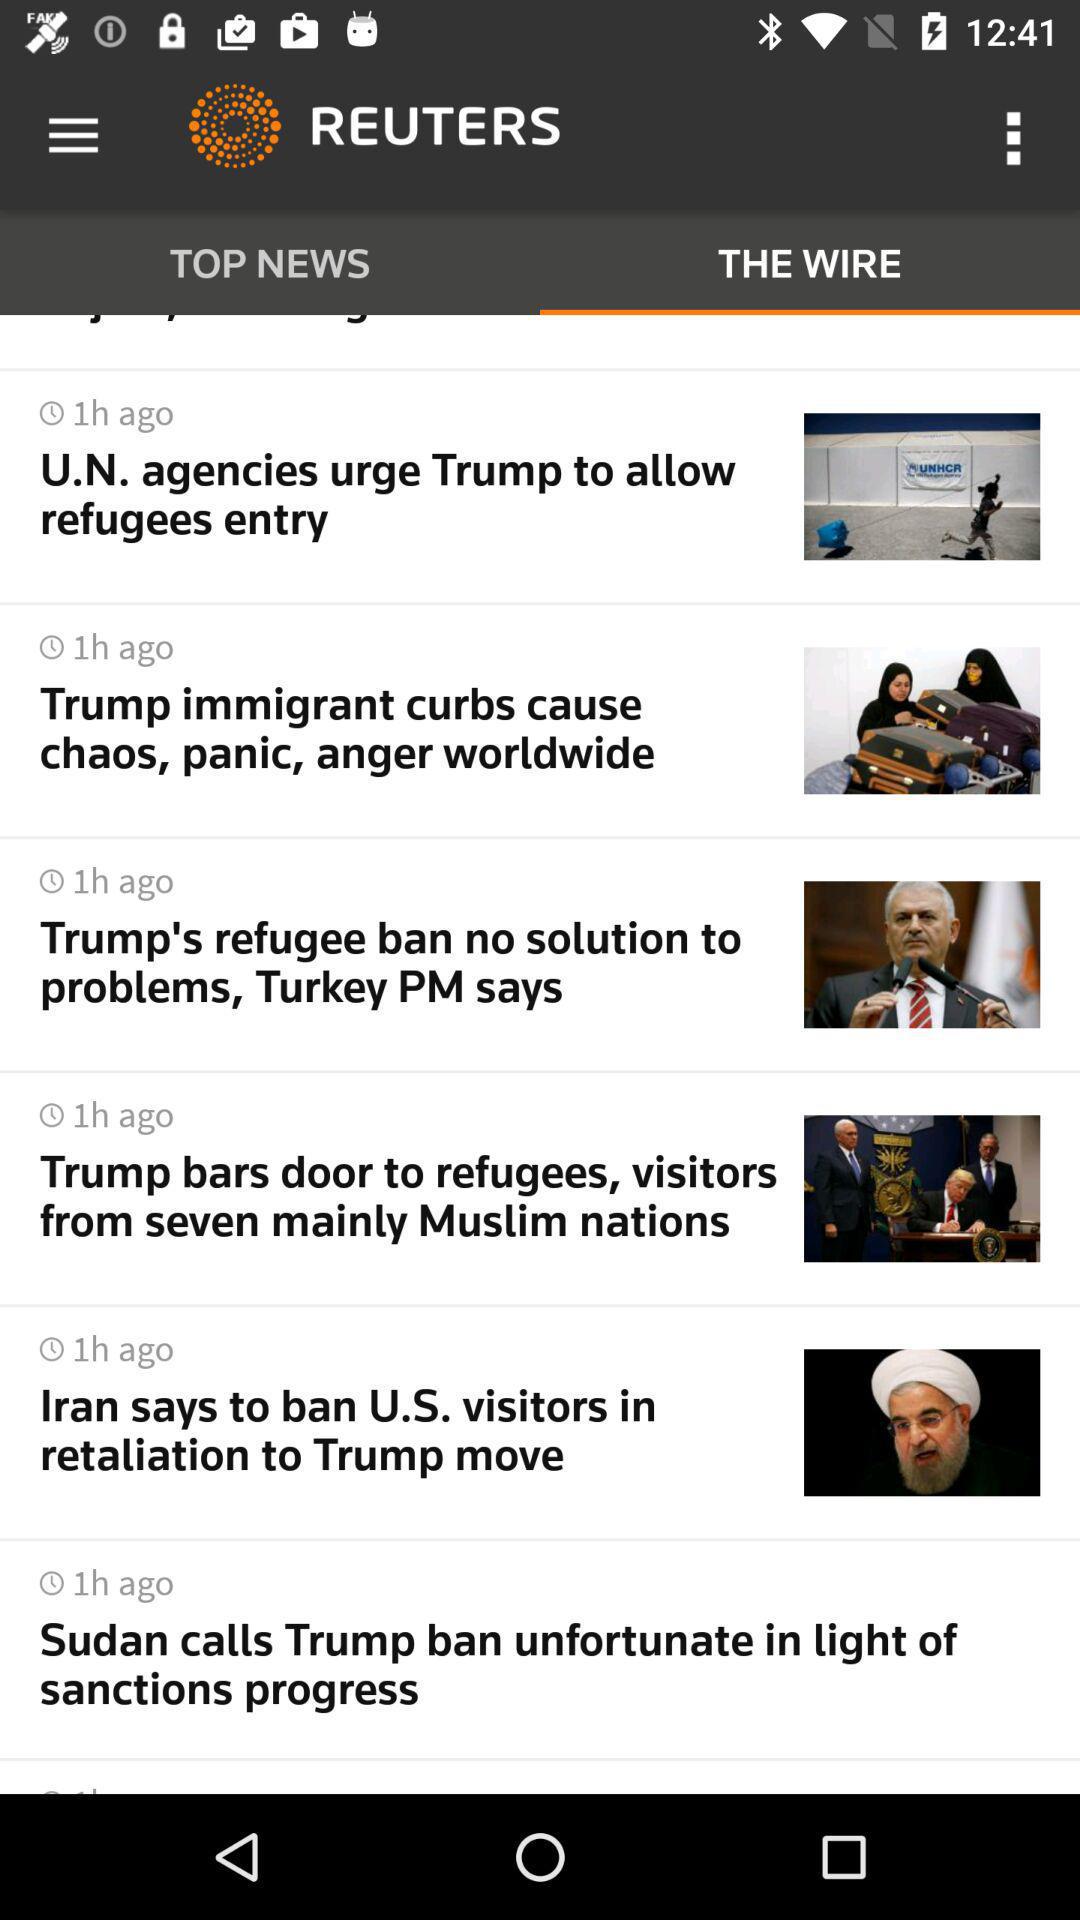 FAKE
12:41
REUTERS
TOP NEWS
THE WIRE
1h ago
U.N. agencies urge Trump to allow
refugees entry
UNHCR
1h ago
Trump immigrant curbs cause
chaos, panic, anger worldwide
1h ago
Trump's refugee ban no solution to
problems, Turkey PM says
1h ago
Trump bars door to refugees, visitors
from seven mainly Muslim nations
1h ago
Iran says to ban U.S. visitors in
retaliation to Trump move
1h ago
Sudan calls Trump ban unfortunate in light of
sanctions progress